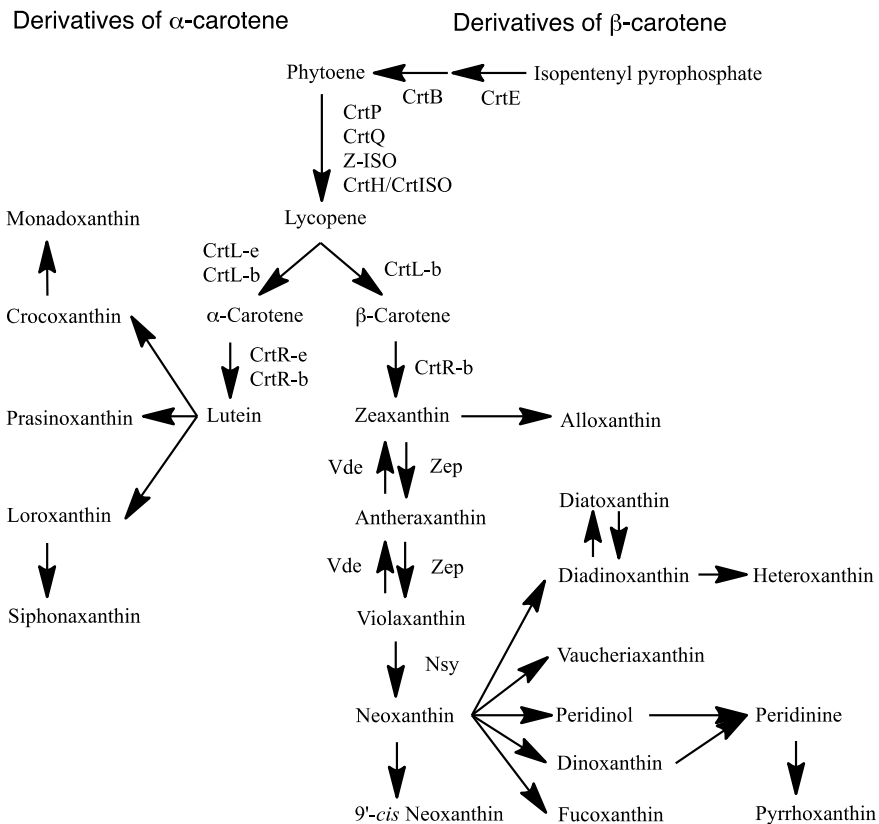 Derivatives of α-carotene
Derivatives of β-carotene
Phytoene
Isopentenyl pyrophosphate
CrtB
CrtE
CrtP
CrtQ
Z-ISO
CrtH/CrtISO
Lycopene
Monadoxanthin
CrtL-e
CrtL-b
CrtL-b
Crocoxanthin
α-Carotene
β-Carotene
CrtR-e
CrtR-b
CrtR-b
Prasinoxanthin
Lutein
Zeaxanthin
Alloxanthin
Vde
Zep
Loroxanthin
Antheraxanthin
Diatoxanthin
Vde
Zep
Diadinoxanthin
Heteroxanthin
Siphonaxanthin
Violaxanthin
Nsy
Vaucheriaxanthin
Neoxanthin
Peridinol
Peridinine
Dinoxanthin
9'-cis Neoxanthin
Fucoxanthin
Pyrrhoxanthin